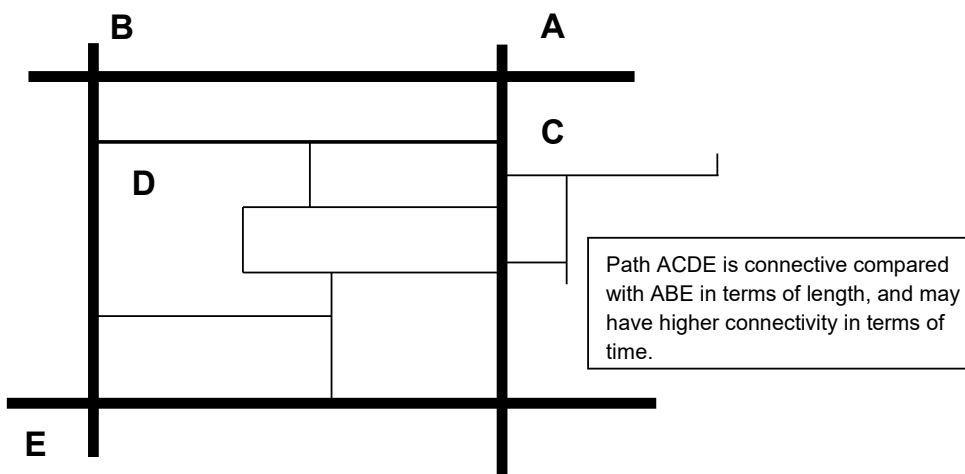 B
A
C
D
Path ACDE is connective compared
with ABE in terms of length, and may
have higher connectivity in terms of
time.
E